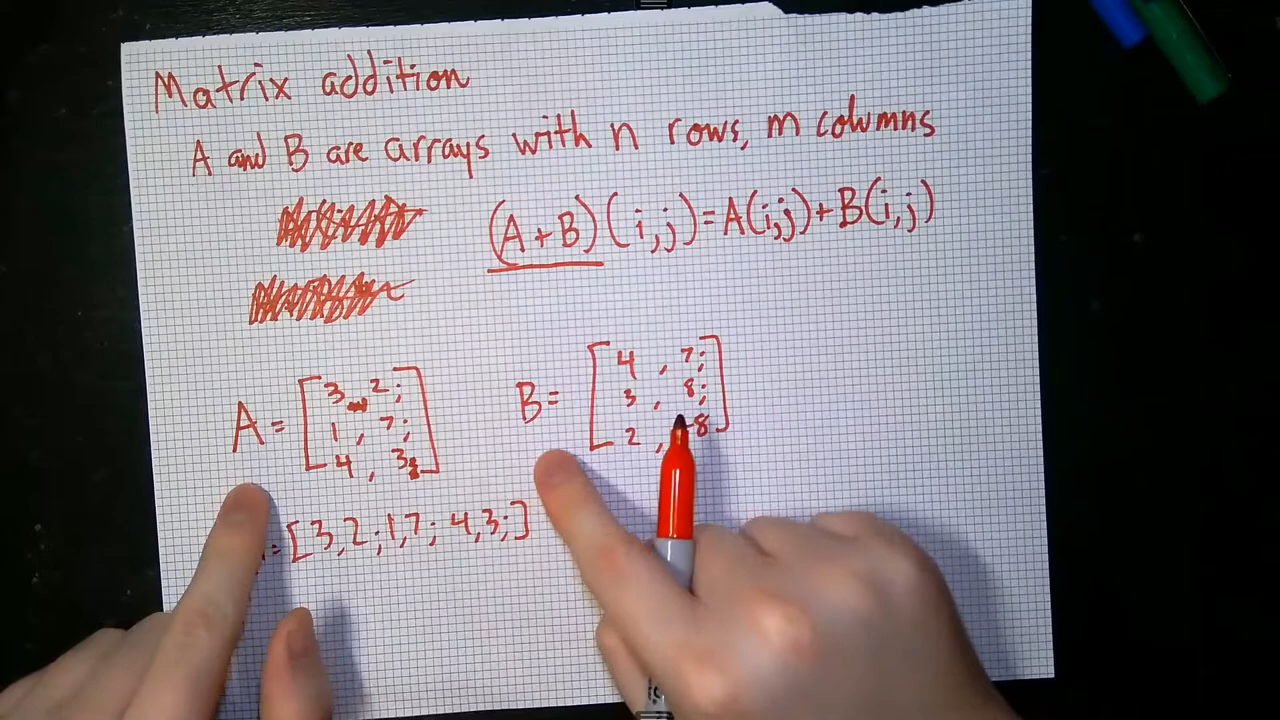 Matrix addition
A and B are arrays with n rows, m columns
(A+B)(i,j)=A(i,j)+B(i,j)
A= [3, 2;
1, 7;
4, 3;]
B= [4, 7;
3, 8;
2, -8]
= [3,2;1,7; 4,3;]